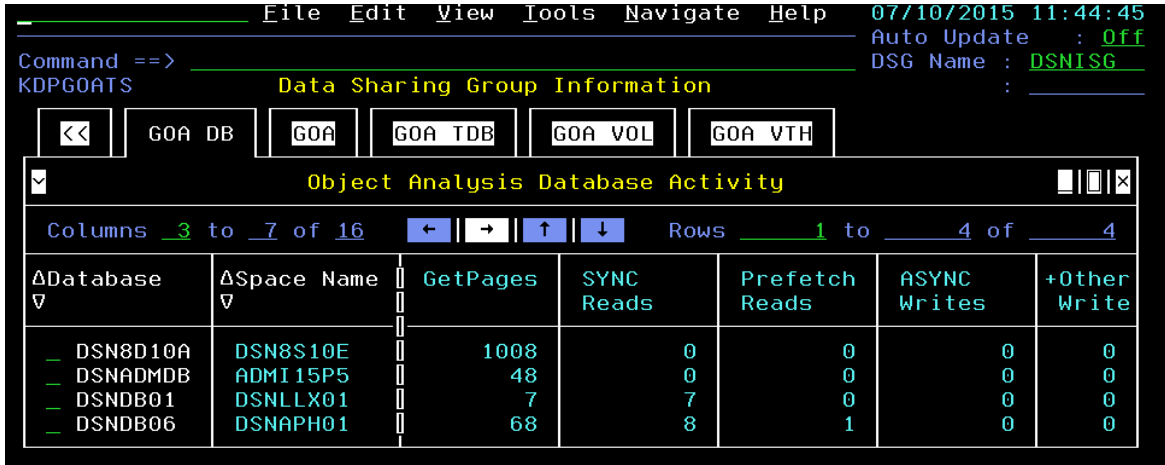 File Edit View Tools Navigate Help 07/10/2015 11:44:45
Auto Update : Off
Command ==> DSG Name : DSNISG
KDPGOATS Data Sharing Group Information :
<< GOA DB GOA GOA TDB GOA VOL GOA VTH
Object Analysis Database Activity
Columns 3 to 7 of 16 ← → ↑ ↓ Rows 1 to 4 of 4
ΔDatabase ΔSpace Name GetPages SYNC Prefetch ASYNC +Other
∇ ∇ Reads Reads Writes Write
_ DSN8D10A DSN8S10E 1008 0 0 0 0
_ DSNADMDB ADMI15P5 48 0 0 0 0
_ DSNDB01 DSNLLX01 7 7 0 0 0
_ DSNDB06 DSNAPH01 68 8 1 0 0